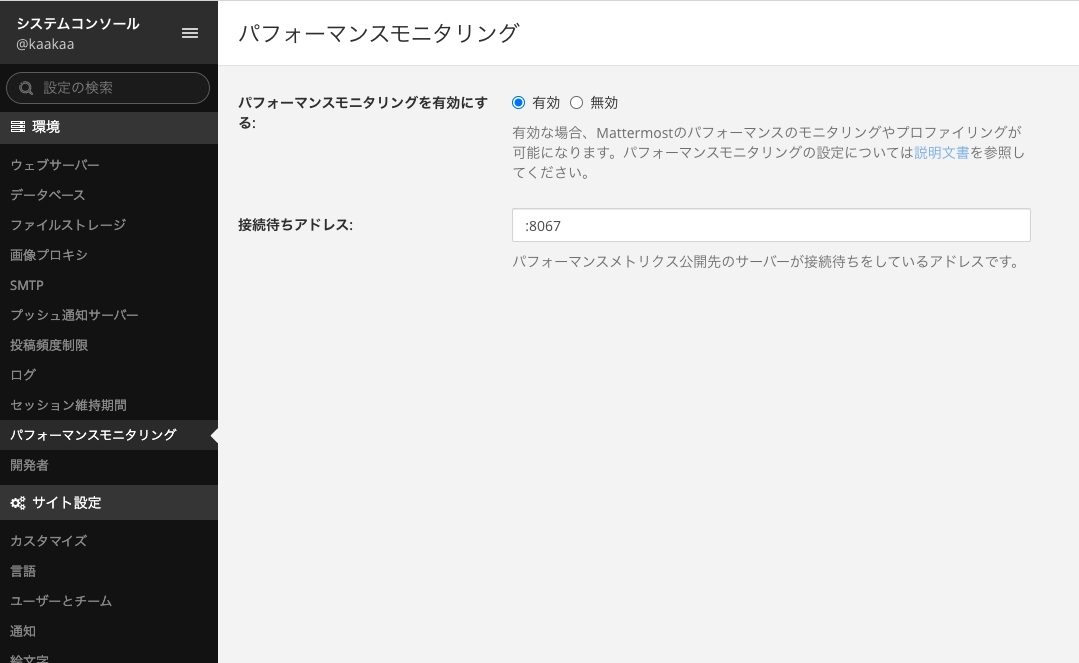 システムコンソール
@kaakaa
設定の検索
環境
ウェブサーバー
データベース
ファイルストレージ
画像プロキシ
SMTP
プッシュ通知サーバー
投稿頻度制限
ログ
セッション維持期間
パフォーマンスモニタリング
開発者
サイト設定
カスタマイズ
言語
ユーザーとチーム
通知
絵文字
パフォーマンスモニタリング
パフォーマンスモニタリングを有効にす
る:
有効 無効
有効な場合、Mattermostのパフォーマンスのモニタリングやプロファイリングが
可能になります。パフォーマンスモニタリングの設定については説明文書を参照し
てください。
接続待ちアドレス:
:8067
パフォーマンスメトリクス公開先のサーバーが接続待ちをしているアドレスです。